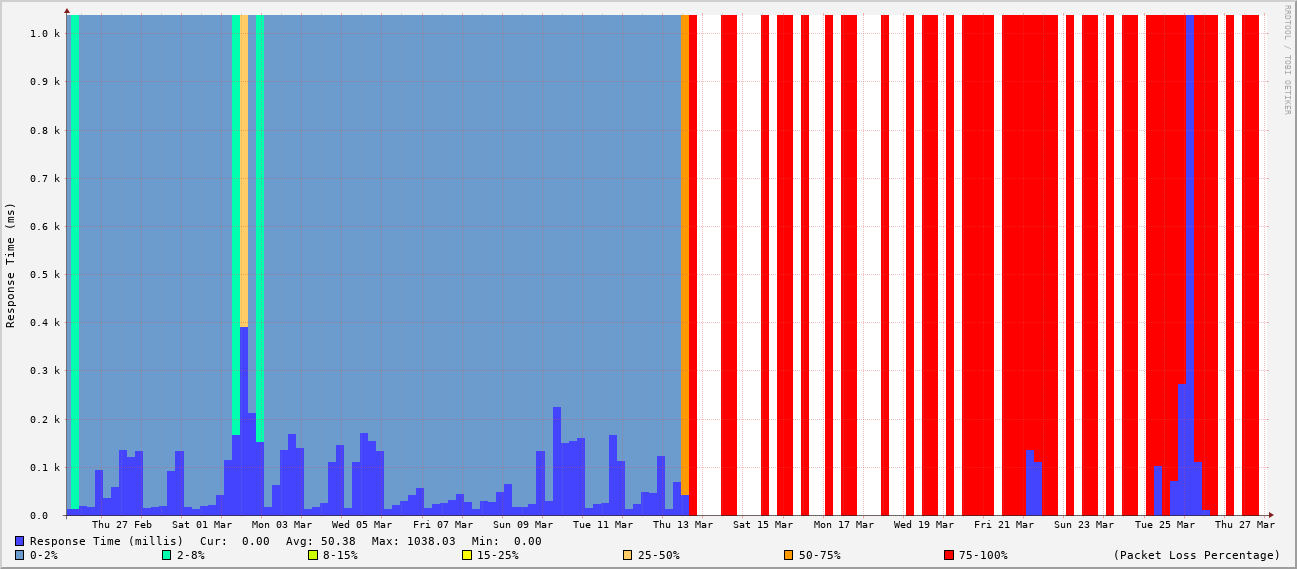 RRDTOOL / TOBI OETIKER
Response Time (ms)
1.0 k
0.9 k
0.8 k
0.7 k
0.6 k
0.5 k
0.4 k
0.3 k
0.2 k
0.1 k
0.0
Thu 27 Feb Sat 01 Mar Mon 03 Mar Wed 05 Mar Fri 07 Mar Sun 09 Mar Tue 11 Mar Thu 13 Mar Sat 15 Mar Mon 17 Mar Wed 19 Mar Fri 21 Mar Sun 23 Mar Tue 25 Mar Thu 27 Mar
Response Time (millis) Cur: 0.00 Avg: 50.38 Max: 1038.03 Min: 0.00
0-2% 2-8% 8-15% 15-25% 25-50% 50-75% 75-100% (Packet Loss Percentage)